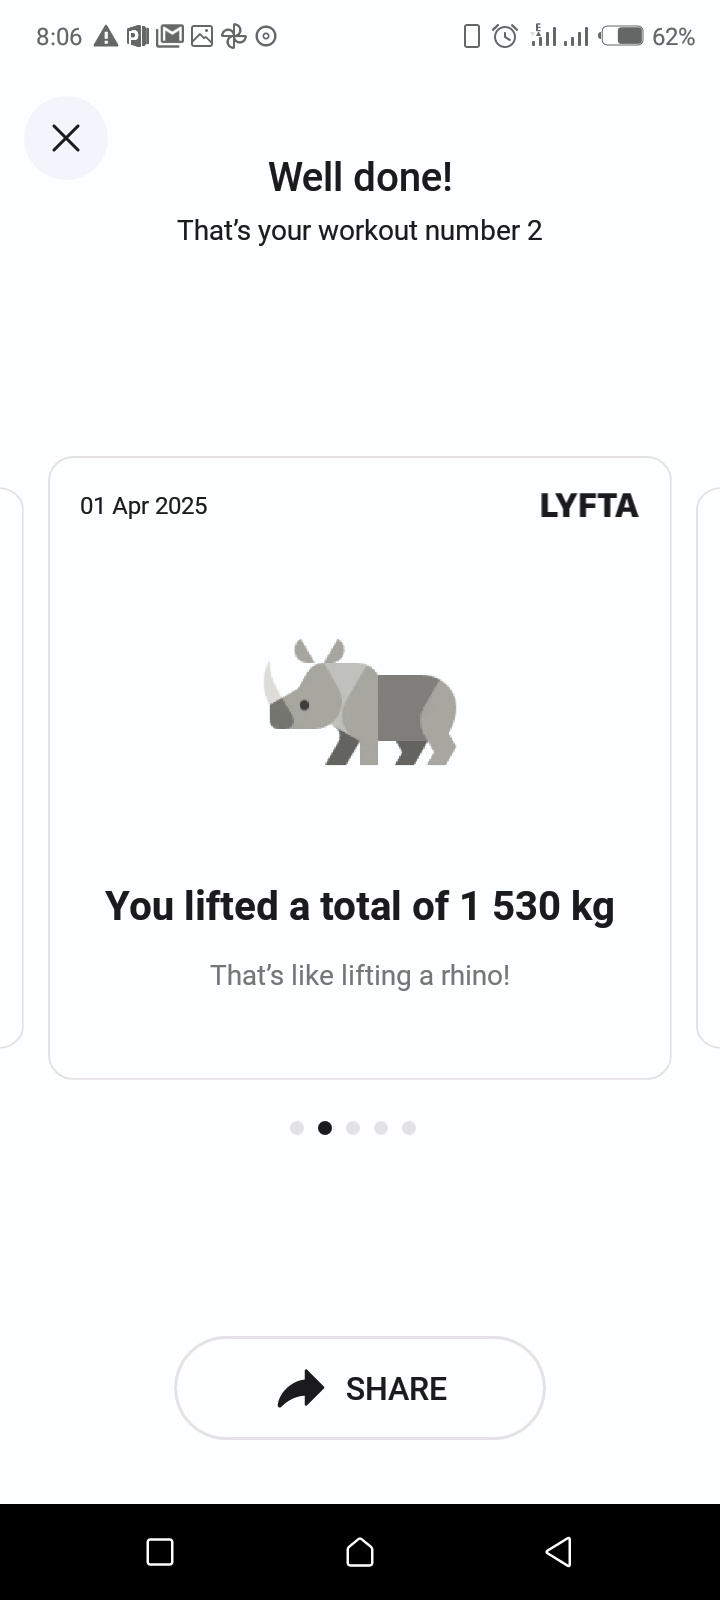 8:06 62%
Well done!
That's your workout number 2
01 Apr 2025 LYFTA
You lifted a total of 1 530 kg
That's like lifting a rhino!
SHARE